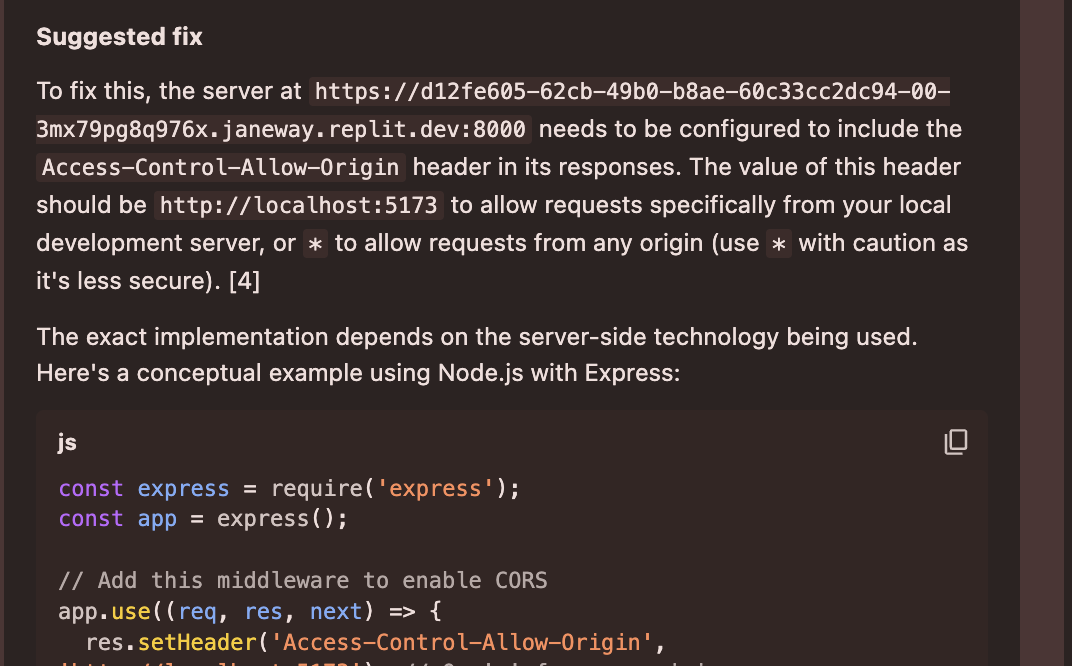 Suggested fix
To fix this, the server at https://d12fe605-62cb-49b0-b8ae-60c33cc2dc94-00-
3mx79pg8q976x.janeway.replit.dev:8000 needs to be configured to include the
Access-Control-Allow-Origin header in its responses. The value of this header
should be http://localhost:5173 to allow requests specifically from your local
development server, or * to allow requests from any origin (use * with caution as
it's less secure). [4]
The exact implementation depends on the server-side technology being used.
Here's a conceptual example using Node.js with Express:
js
const express = require('express');
const app = express();
// Add this middleware to enable CORS
app.use((req, res, next) => {
res.setHeader('Access-Control-Allow-Origin',